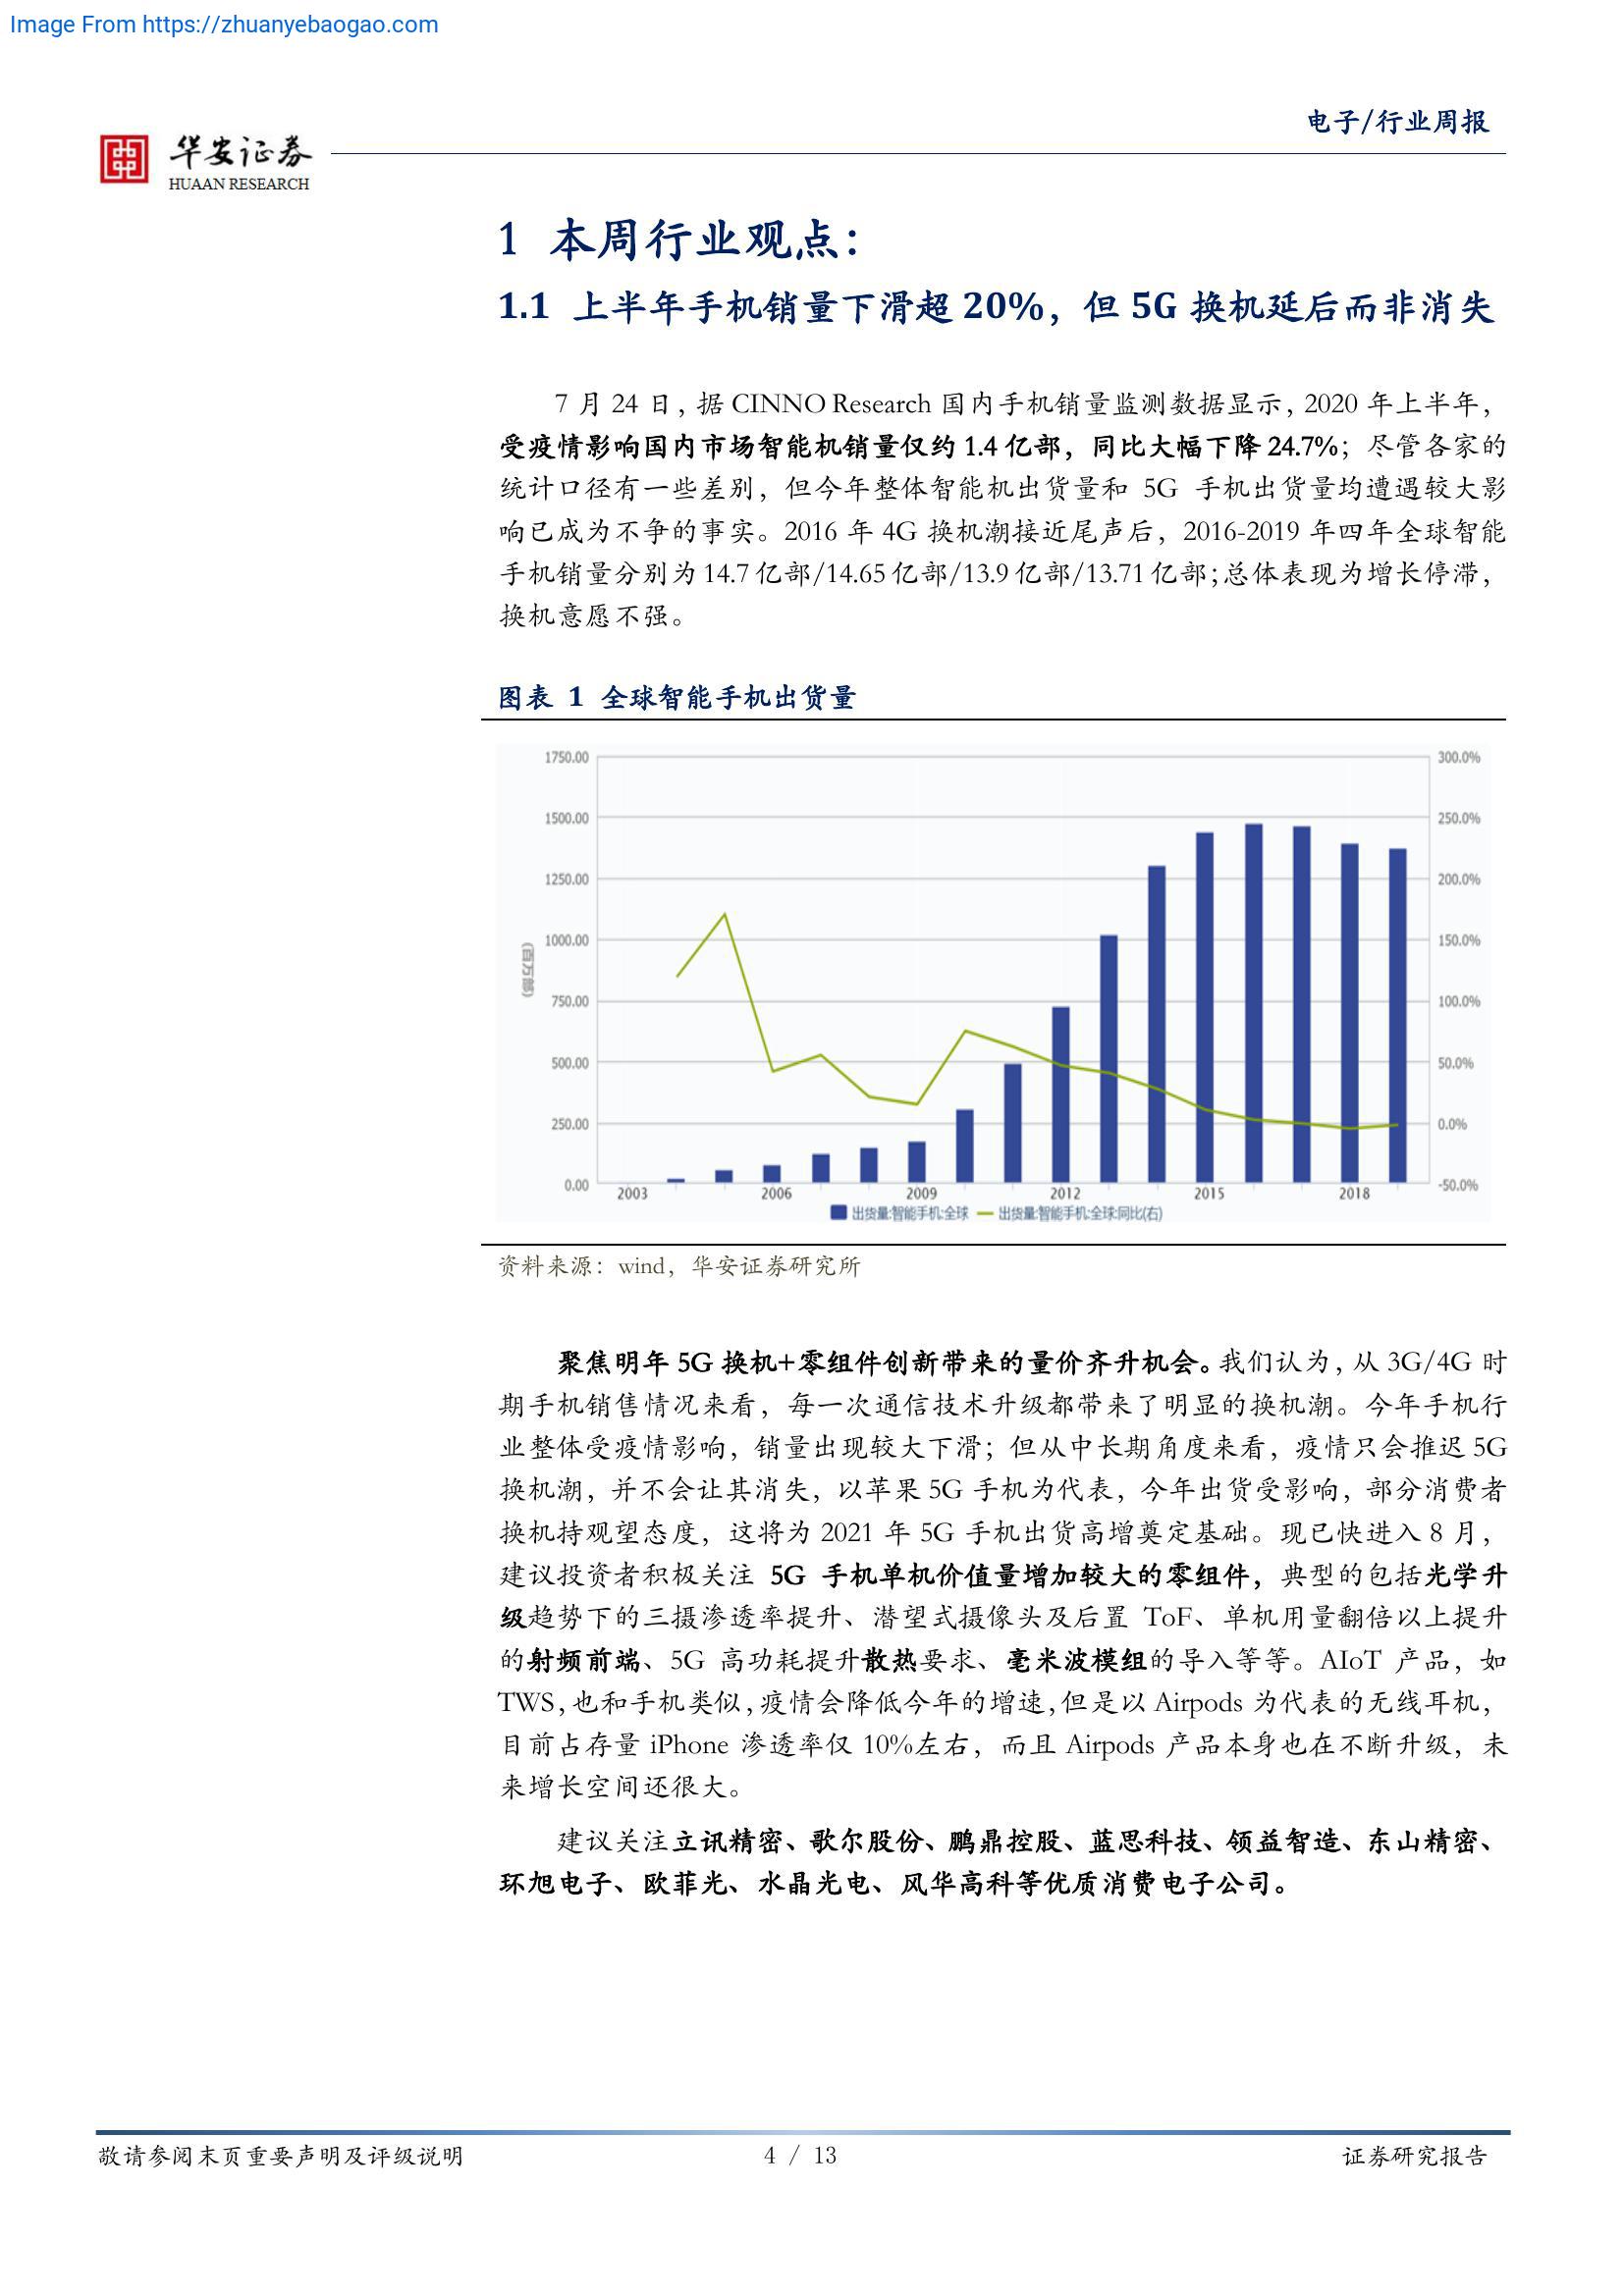 Image From https://zhuanyebaogao.com
电子/行业周报
华安证券
HUAAN RESEARCH
1 本周行业观点：
1.1 上半年手机销量下滑超 20%，但 5G 换机延后而非消失
7 月 24 日，据 CINNO Research 国内手机销量监测数据显示，2020 年上半年，
受疫情影响国内市场智能机销量仅约 1.4 亿部，同比大幅下降 24.7%；尽管各家的
统计口径有一些差别，但今年整体智能机出货量和 5G 手机出货量均遭遇较大影
响已成为不争的事实。2016 年 4G 换机潮接近尾声后，2016-2019 年四年全球智能
手机销量分别为 14.7 亿部/14.65 亿部/13.9 亿部/13.71 亿部；总体表现为增长停滞，
换机意愿不强。
图表 1 全球智能手机出货量
1750.00 300.0%
1500.00 250.0%
1250.00 200.0%
1000.00 150.0%
(百万部)
750.00 100.0%
500.00 50.0%
250.00 0.0%
0.00 -50.0%
2003 2006 2009 2012 2015 2018
出货量:智能手机:全球 出货量:智能手机:全球:同比(右)
资料来源：wind，华安证券研究所
聚焦明年 5G 换机+零组件创新带来的量价齐升机会。我们认为，从 3G/4G 时
期手机销售情况来看，每一次通信技术升级都带来了明显的换机潮。今年手机行
业整体受疫情影响，销量出现较大下滑；但从中长期角度来看，疫情只会推迟 5G
换机潮，并不会让其消失，以苹果 5G 手机为代表，今年出货受影响，部分消费者
换机持观望态度，这将为 2021 年 5G 手机出货高增奠定基础。现已快进入 8 月，
建议投资者积极关注 5G 手机单机价值量增加较大的零组件，典型的包括光学升
级趋势下的三摄渗透率提升、潜望式摄像头及后置 ToF、单机用量翻倍以上提升
的射频前端、5G 高功耗提升散热要求、毫米波模组的导入等等。AIoT 产品，如
TWS，也和手机类似，疫情会降低今年的增速，但是以 Airpods 为代表的无线耳机，
目前占存量 iPhone 渗透率仅 10%左右，而且 Airpods 产品本身也在不断升级，未
来增长空间还很大。
建议关注立讯精密、歌尔股份、鹏鼎控股、蓝思科技、领益智造、东山精密、
环旭电子、欧菲光、水晶光电、风华高科等优质消费电子公司。
敬请参阅末页重要声明及评级说明 4 / 13 证券研究报告